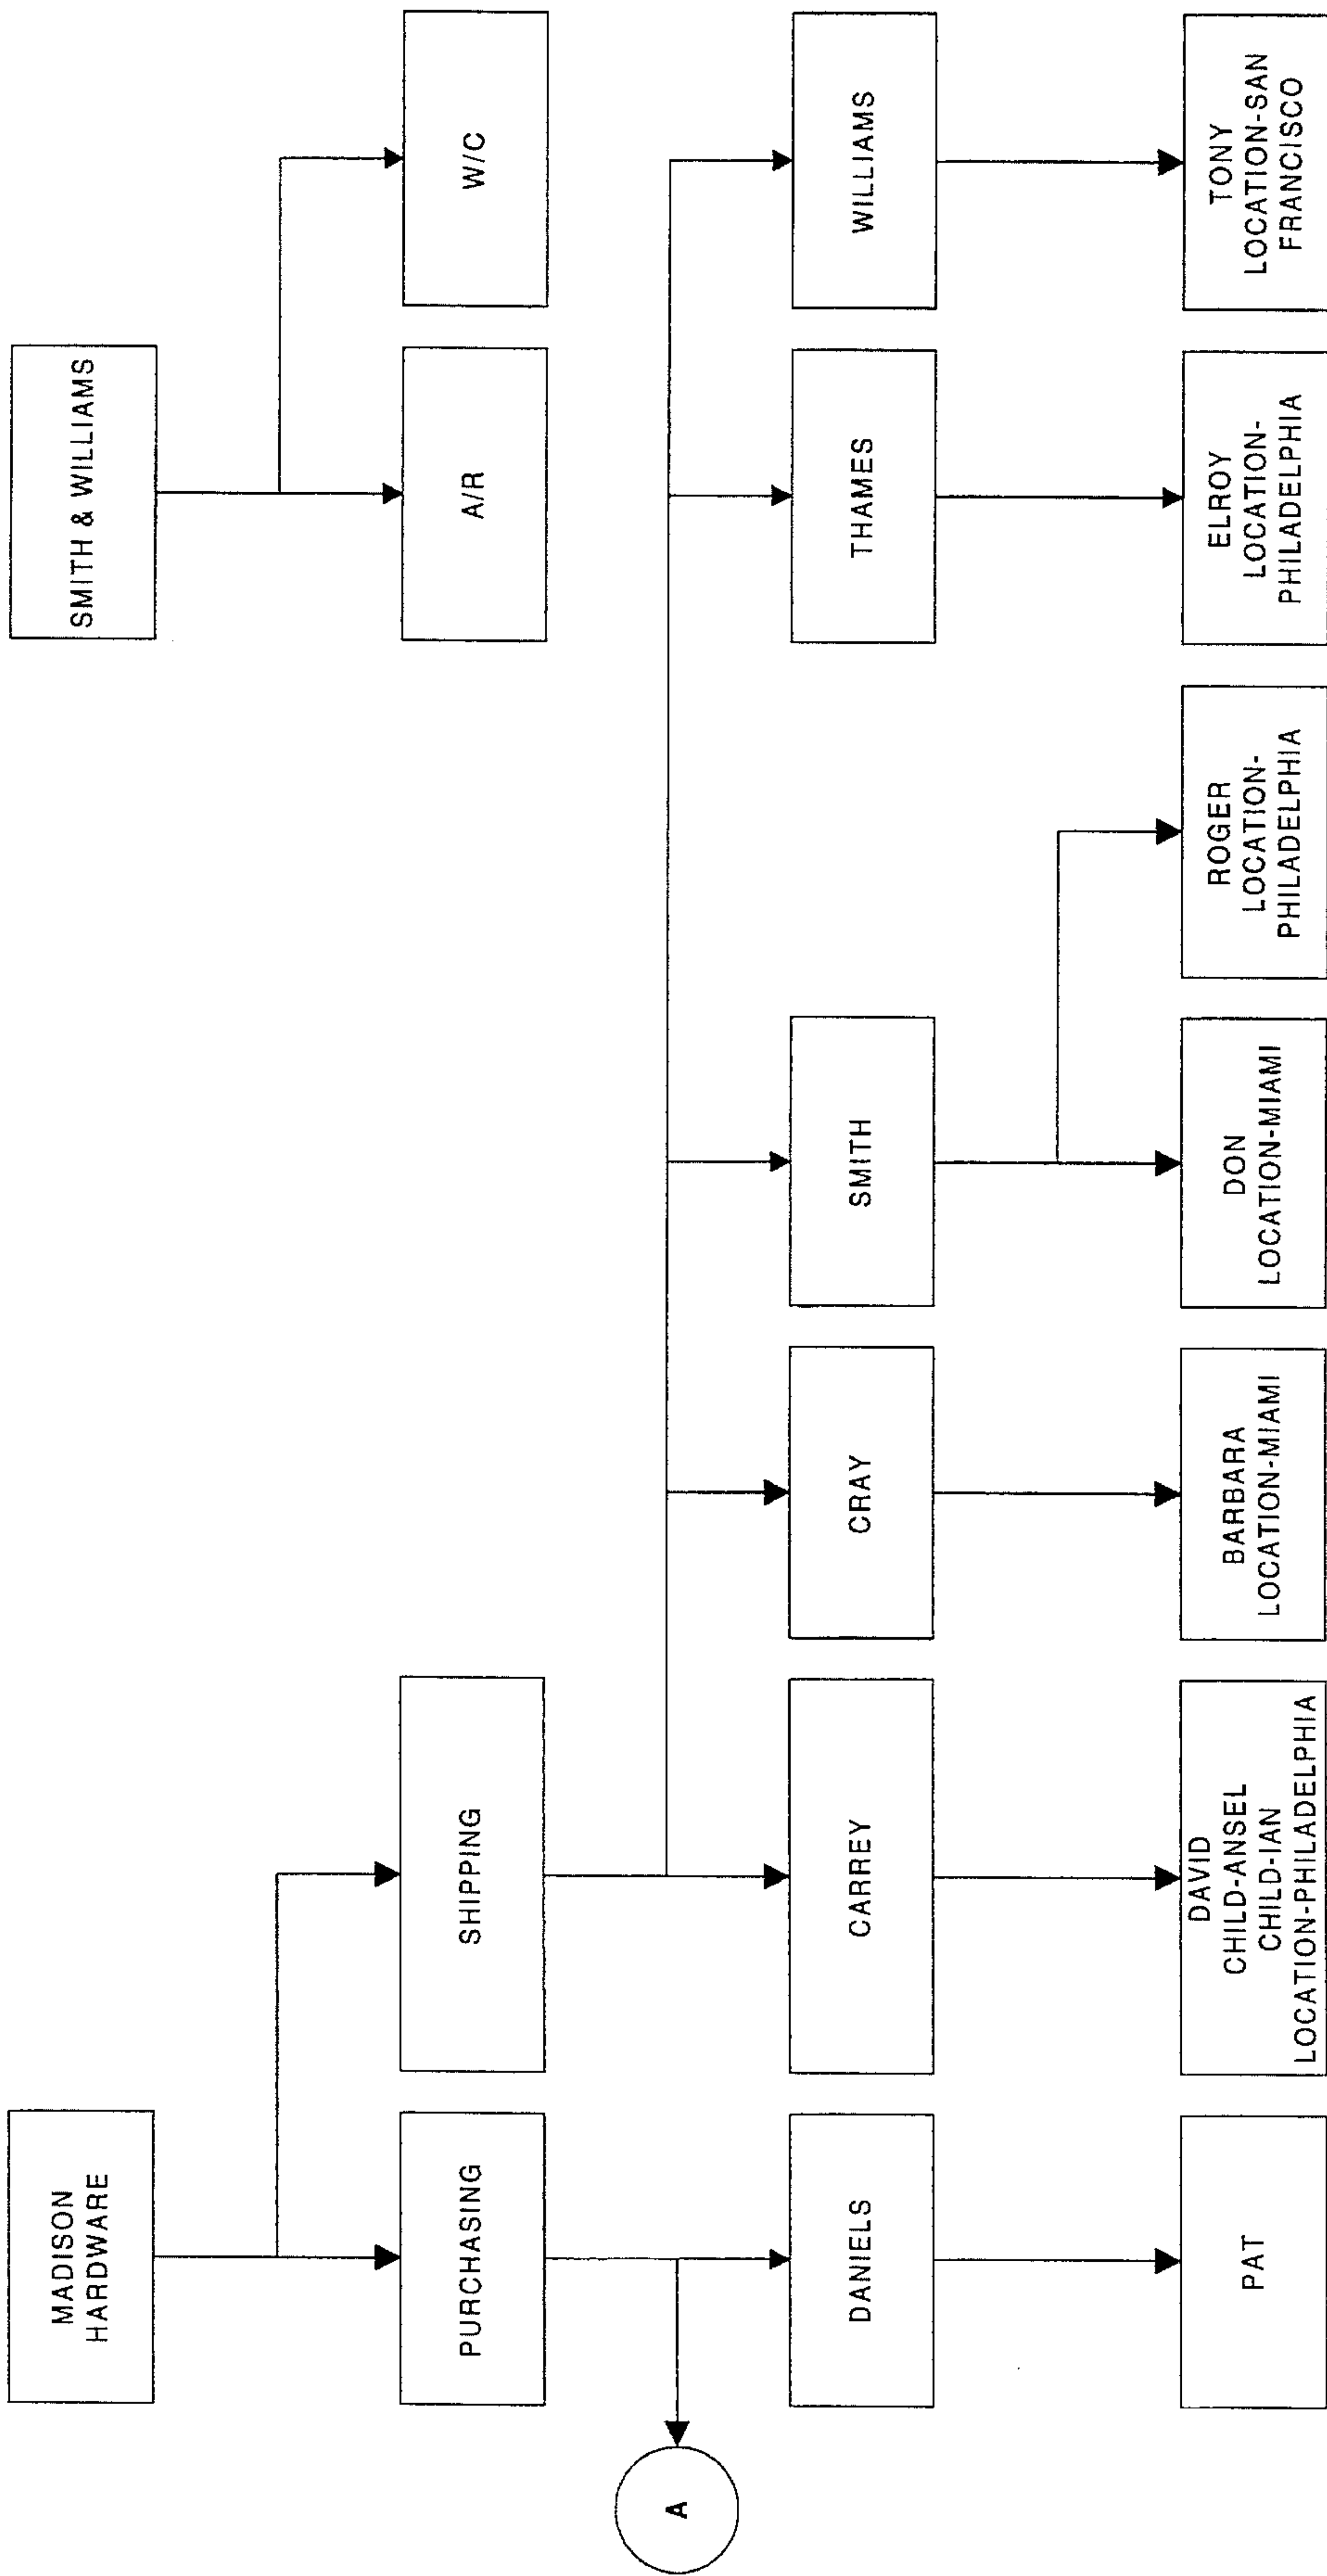 MADISON
HARDWARE
SMITH & WILLIAMS
PURCHASING
SHIPPING
A/R
W/C
A
DANIELS
CARREY
CRAY
SMITH
THAMES
WILLIAMS
PAT
DAVID
CHILD-ANSEL
CHILD-IAN
LOCATION-PHILADELPHIA
BARBARA
LOCATION-MIAMI
DON
LOCATION-MIAMI
ROGER
LOCATION-
PHILADELPHIA
ELROY
LOCATION-
PHILADELPHIA
TONY
LOCATION-SAN
FRANCISCO